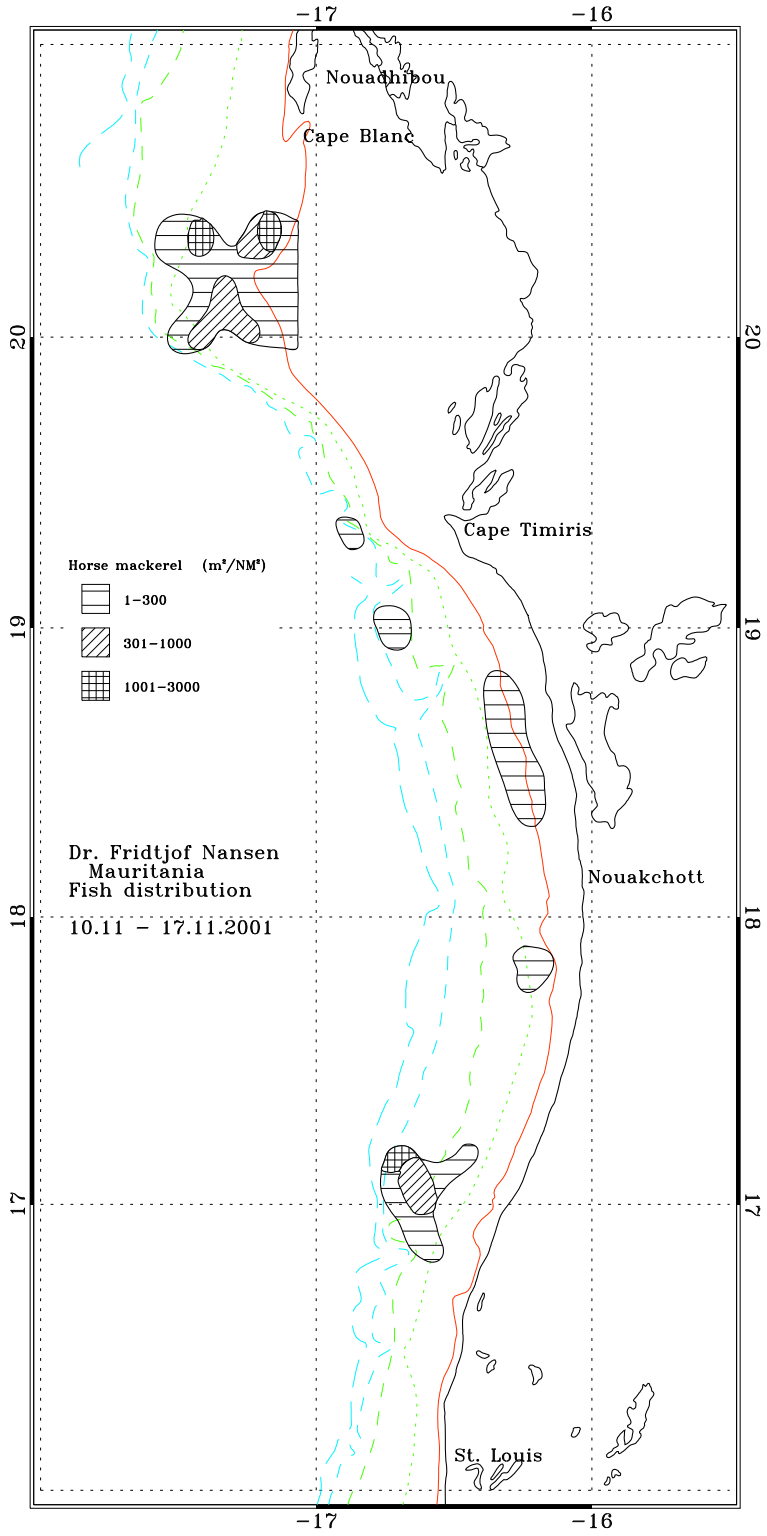 -17 -16
Nouadhibou
Cape Blanc
20 20
Cape Timiris
Horse mackerel (m²/NM²)
1-300
301-1000
1001-3000
19 19
Dr. Fridtjof Nansen
Mauritania
Fish distribution
10.11 - 17.11.2001
Nouakchott
18 18
17 17
St. Louis
-17 -16